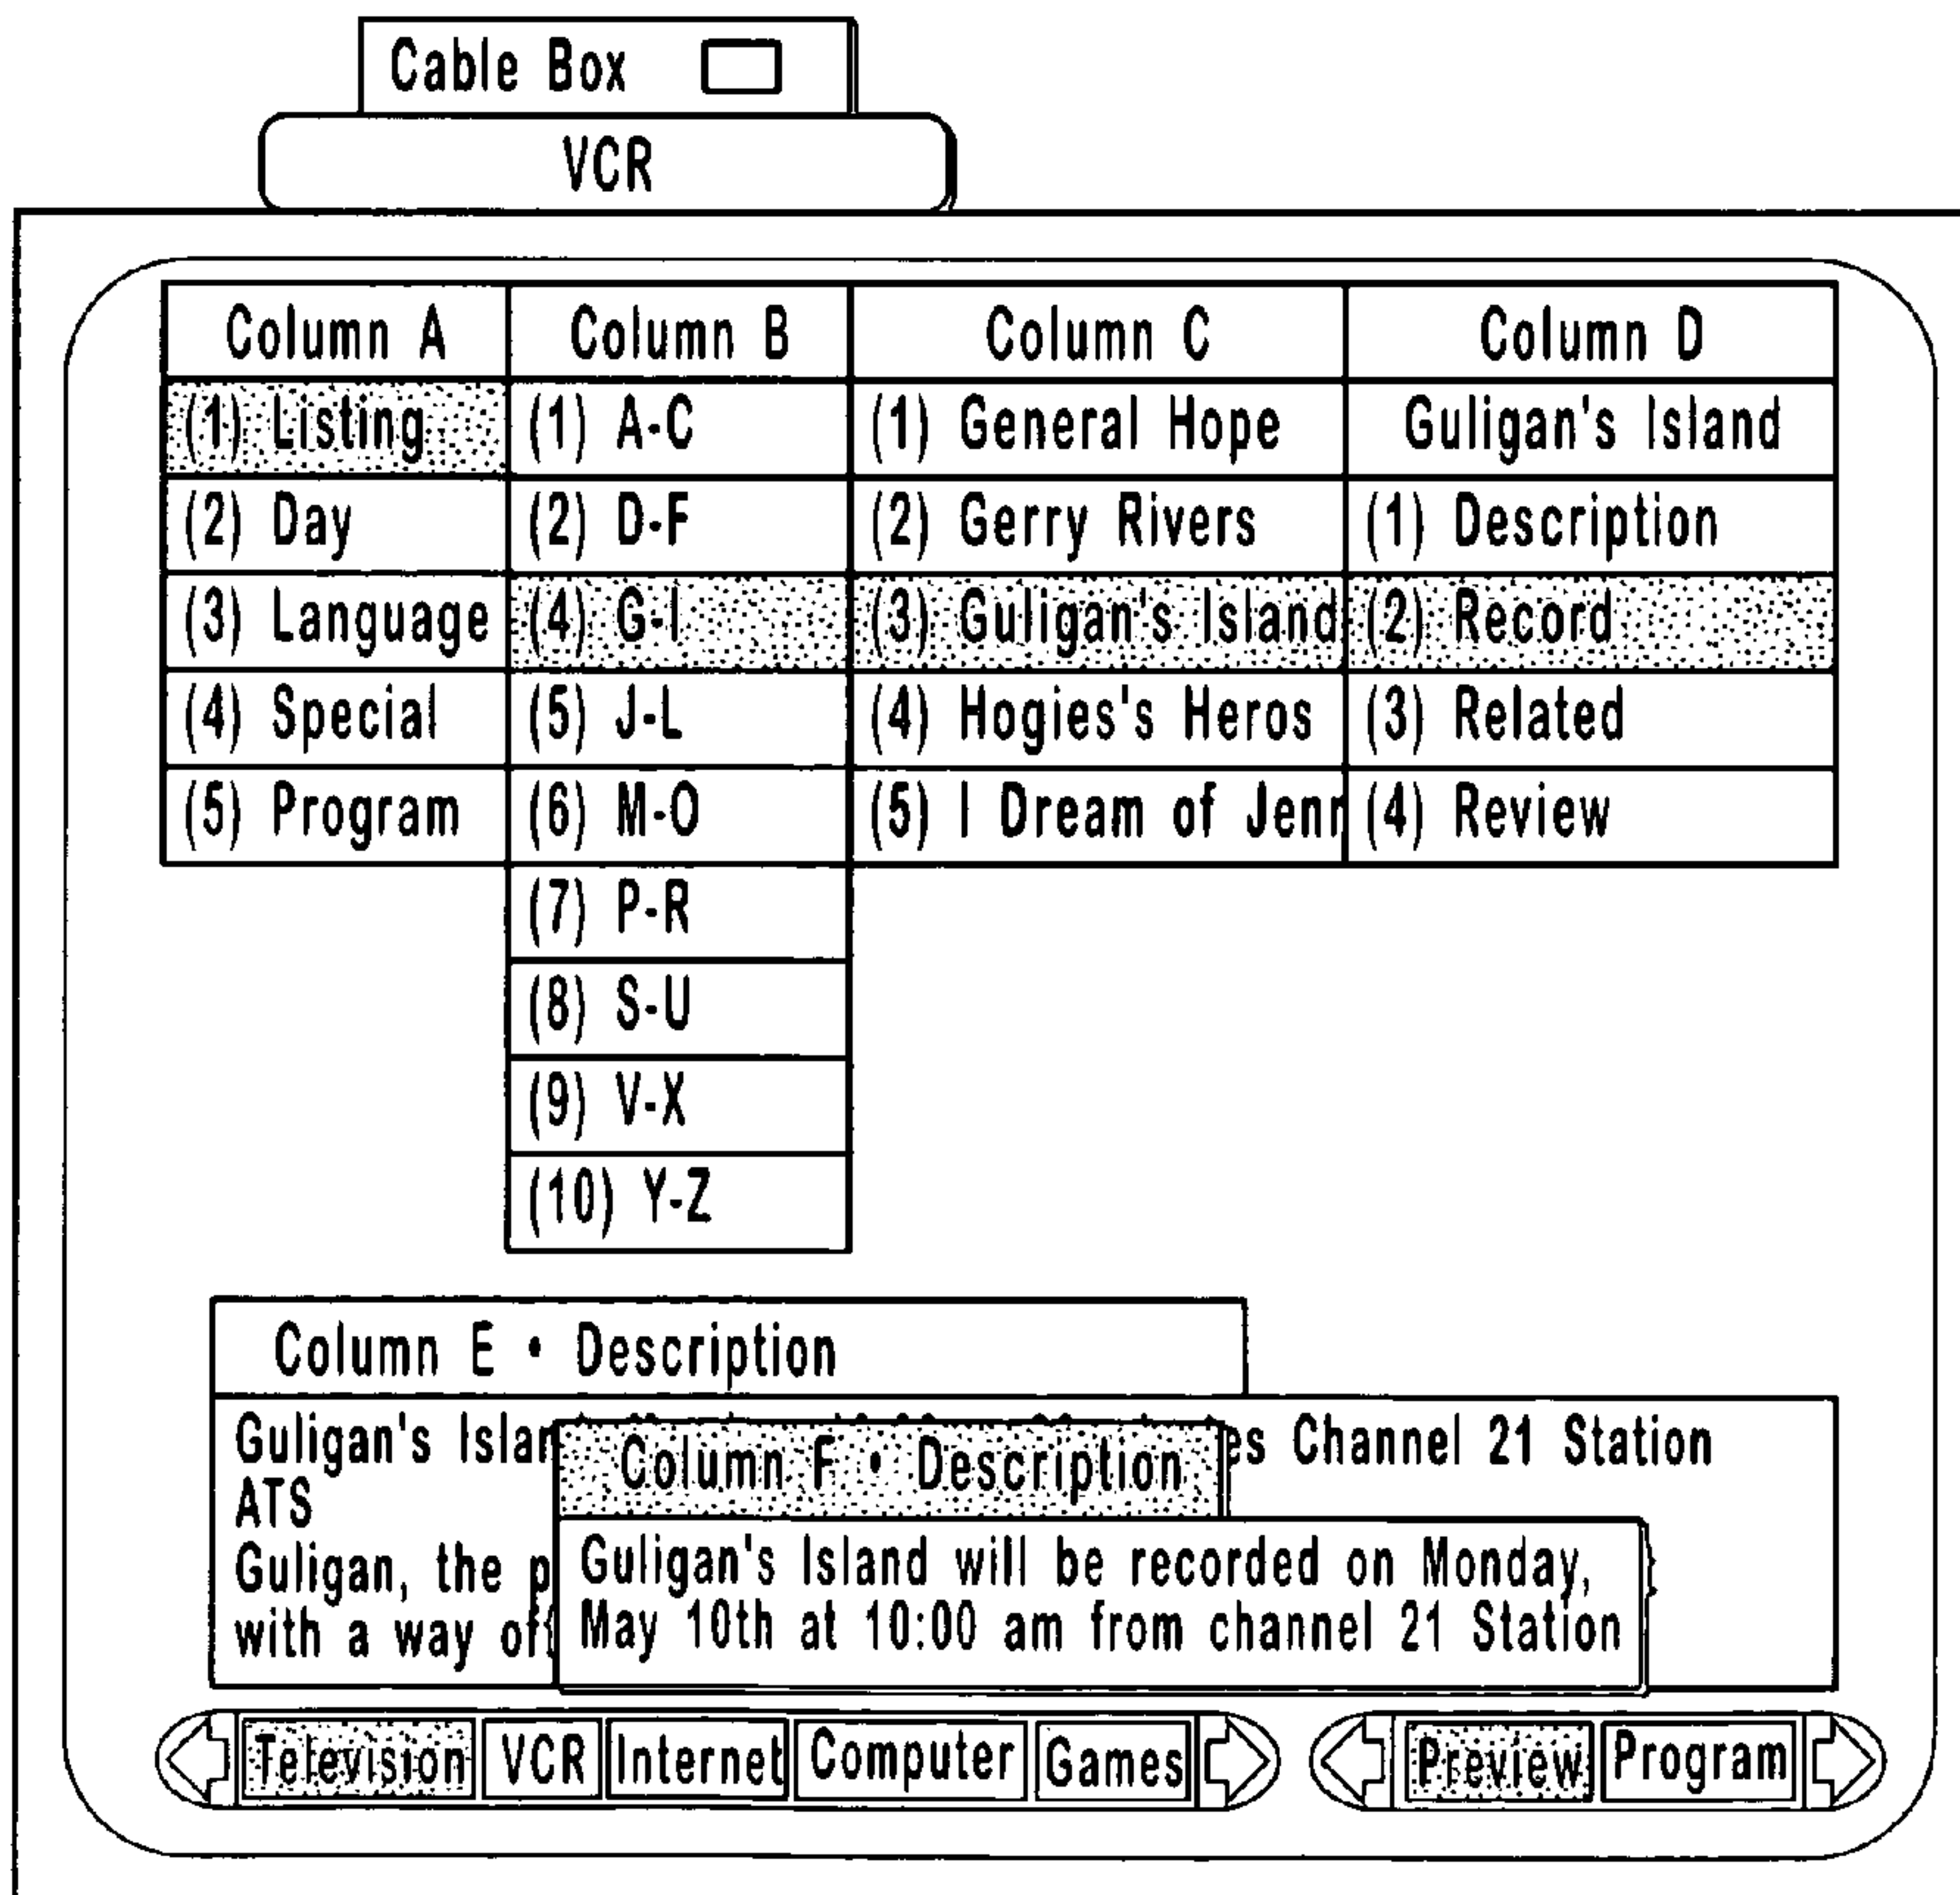 Cable Box
VCR
Column A Column B Column C Column D
(1) Listing (1) A-C (1) General Hope Guligan's Island
(2) Day (2) D-F (2) Gerry Rivers (1) Description
(3) Language (4) G-I (3) Guligan's Island (2) Record
(4) Special (5) J-L (4) Hogies's Heros (3) Related
(5) Program (6) M-O (5) I Dream of Jenn (4) Review
(7) P-R
(8) S-U
(9) V-X
(10) Y-Z
Column E • Description
Guligan's Channel 21 Station
ATS
Guligan, the
with a way
Column F • Description
Guligan's Island will be recorded on Monday,
May 10th at 10:00 am from channel 21 Station
Television VCR Internet Computer Games Preview Program